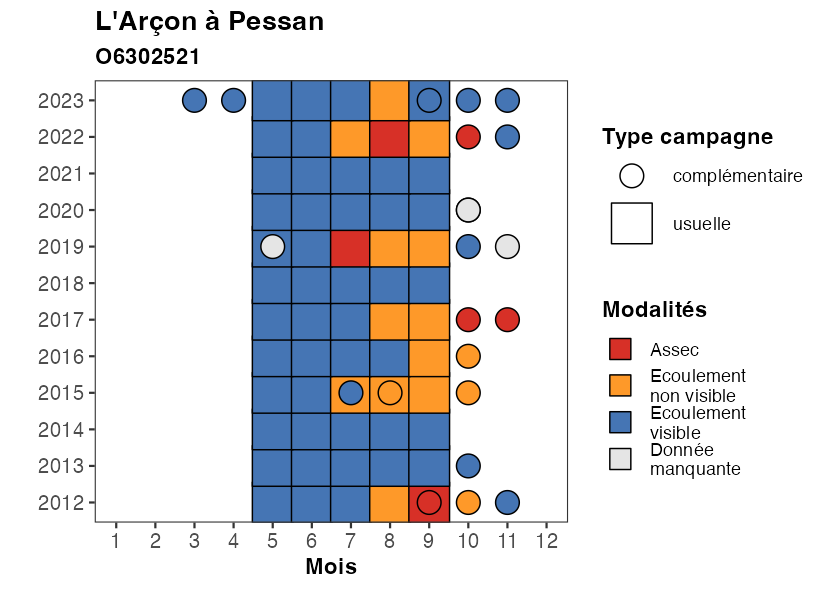 L'Arçon à Pessan
O6302521
2023
2022
2021
2020
2019
2018
2017
2016
2015
2014
2013
2012
1 2 3 4 5 6 7 8 9 10 11 12
Mois
Type campagne
complémentaire
usuelle
Modalités
Assec
Ecoulement
non visible
Ecoulement
visible
Donnée
manquante